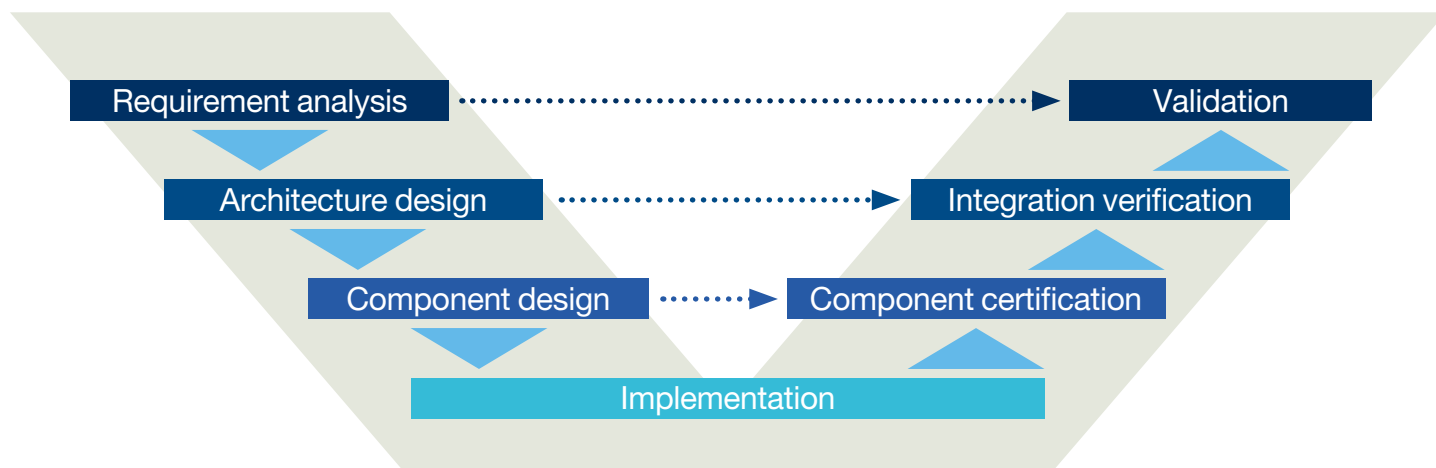 Requirement analysis
Validation
Architecture design
Integration verification
Component design
Component certification
Implementation